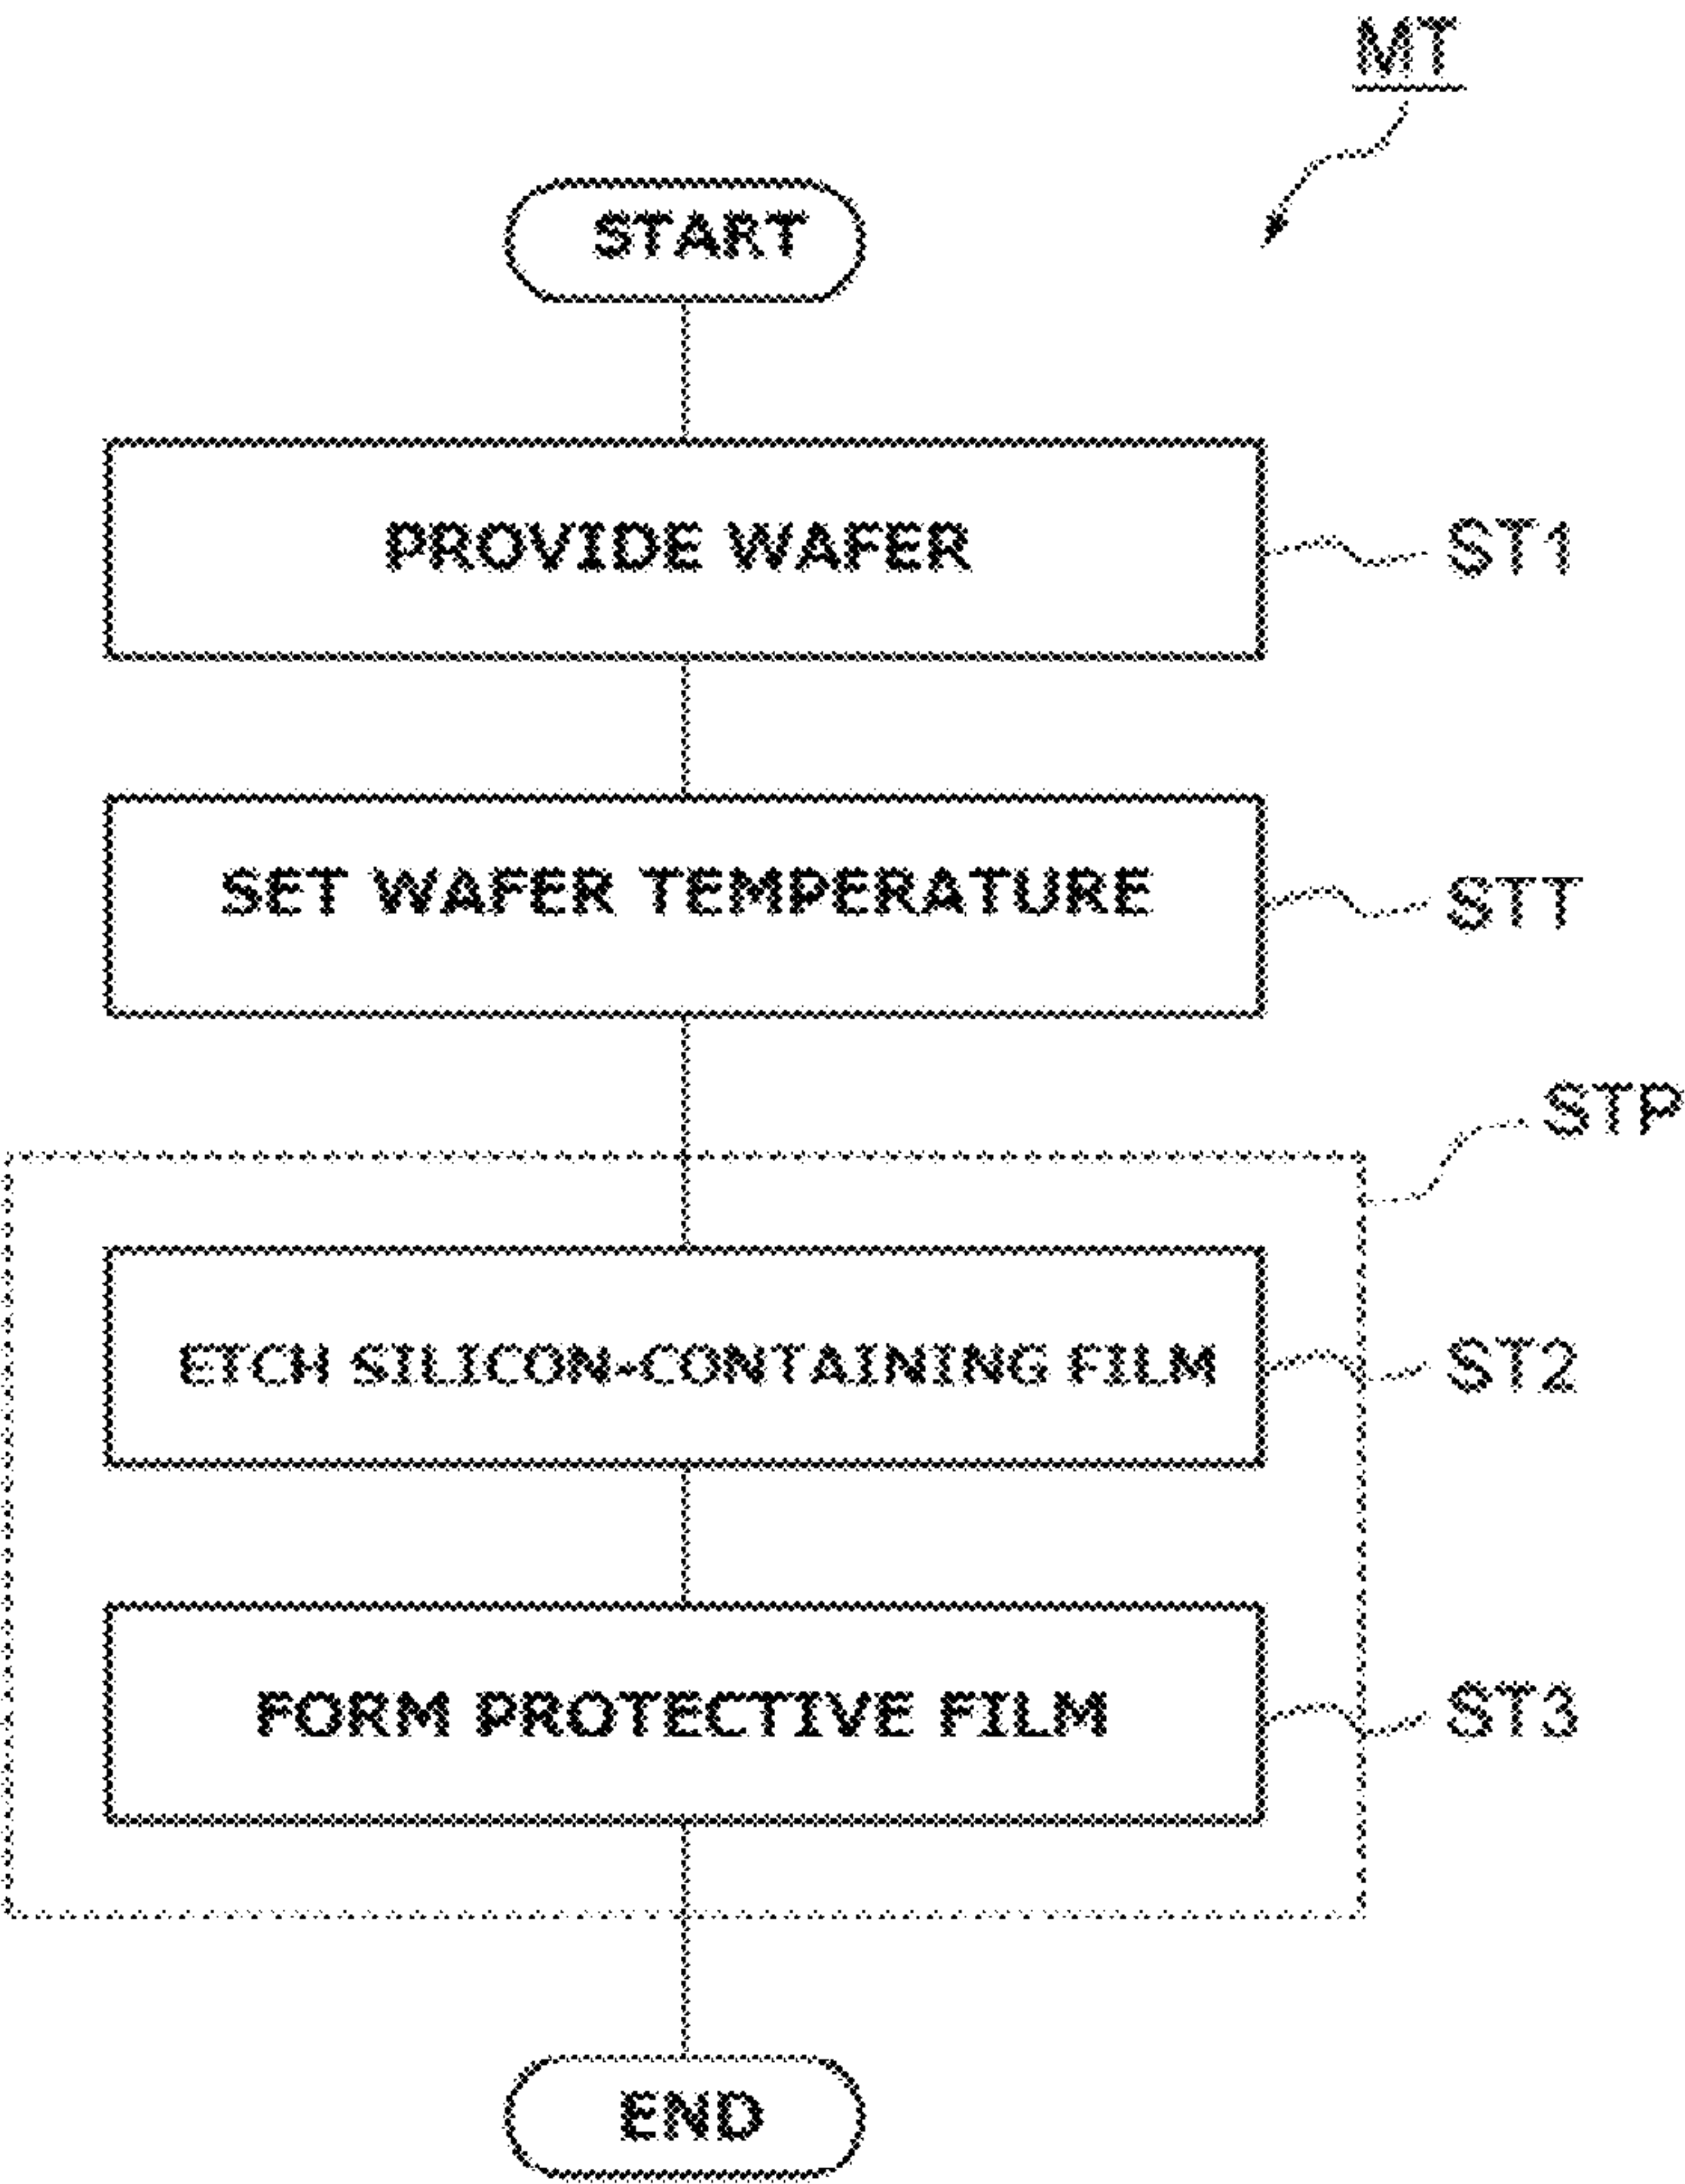 MT
START
PROVIDE WAFER
ST1
SET WAFER TEMPERATURE
STT
STP
ETCH SILICON-CONTAINING FILM
ST2
FORM PROTECTIVE FILM
ST3
END